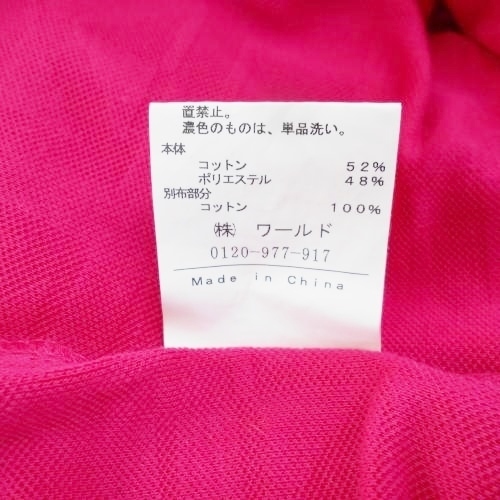 直禁止。
濃色のものは、単品洗い。
本体
コットン 52%
ポリエステル 48%
別布部分
コットン 100%
㈱ ワールド
0120-977-917
Made in China